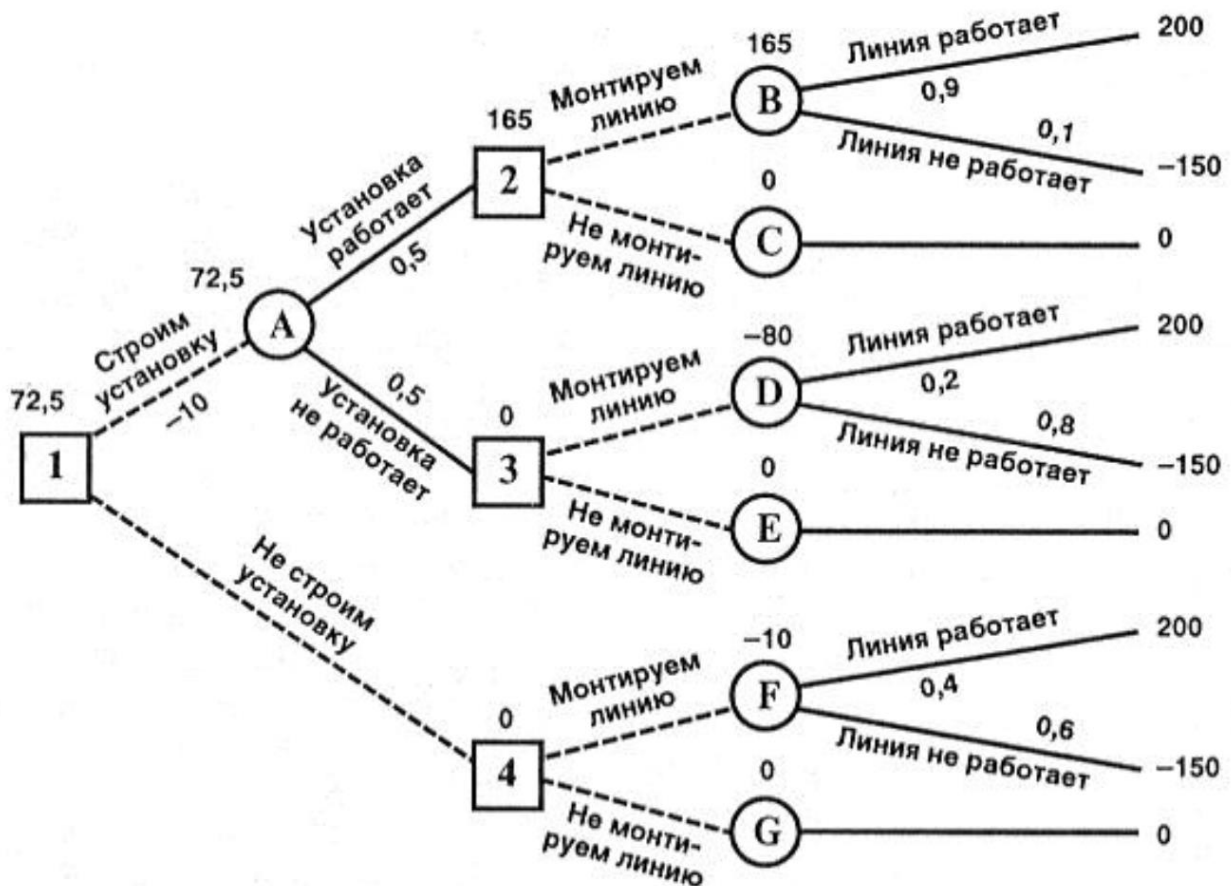 165
Линия работает
200
0,9
Монтируем
линию
B
165
0,1
Линия не работает
−150
2
Установка
работает
0,5
0
Не монти-
руем линию
C
0
72,5
A
Строим
установку
−10
72,5
1
−80
Линия работает
200
0,2
Монтируем
линию
D
0,5
Установка
не работает
0
3
0,8
Линия не работает
−150
0
Не монти-
руем линию
E
0
Не строим
установку
−10
Линия работает
200
0,4
Монтируем
линию
F
0
4
0,6
Линия не работает
−150
0
Не монти-
руем линию
G
0